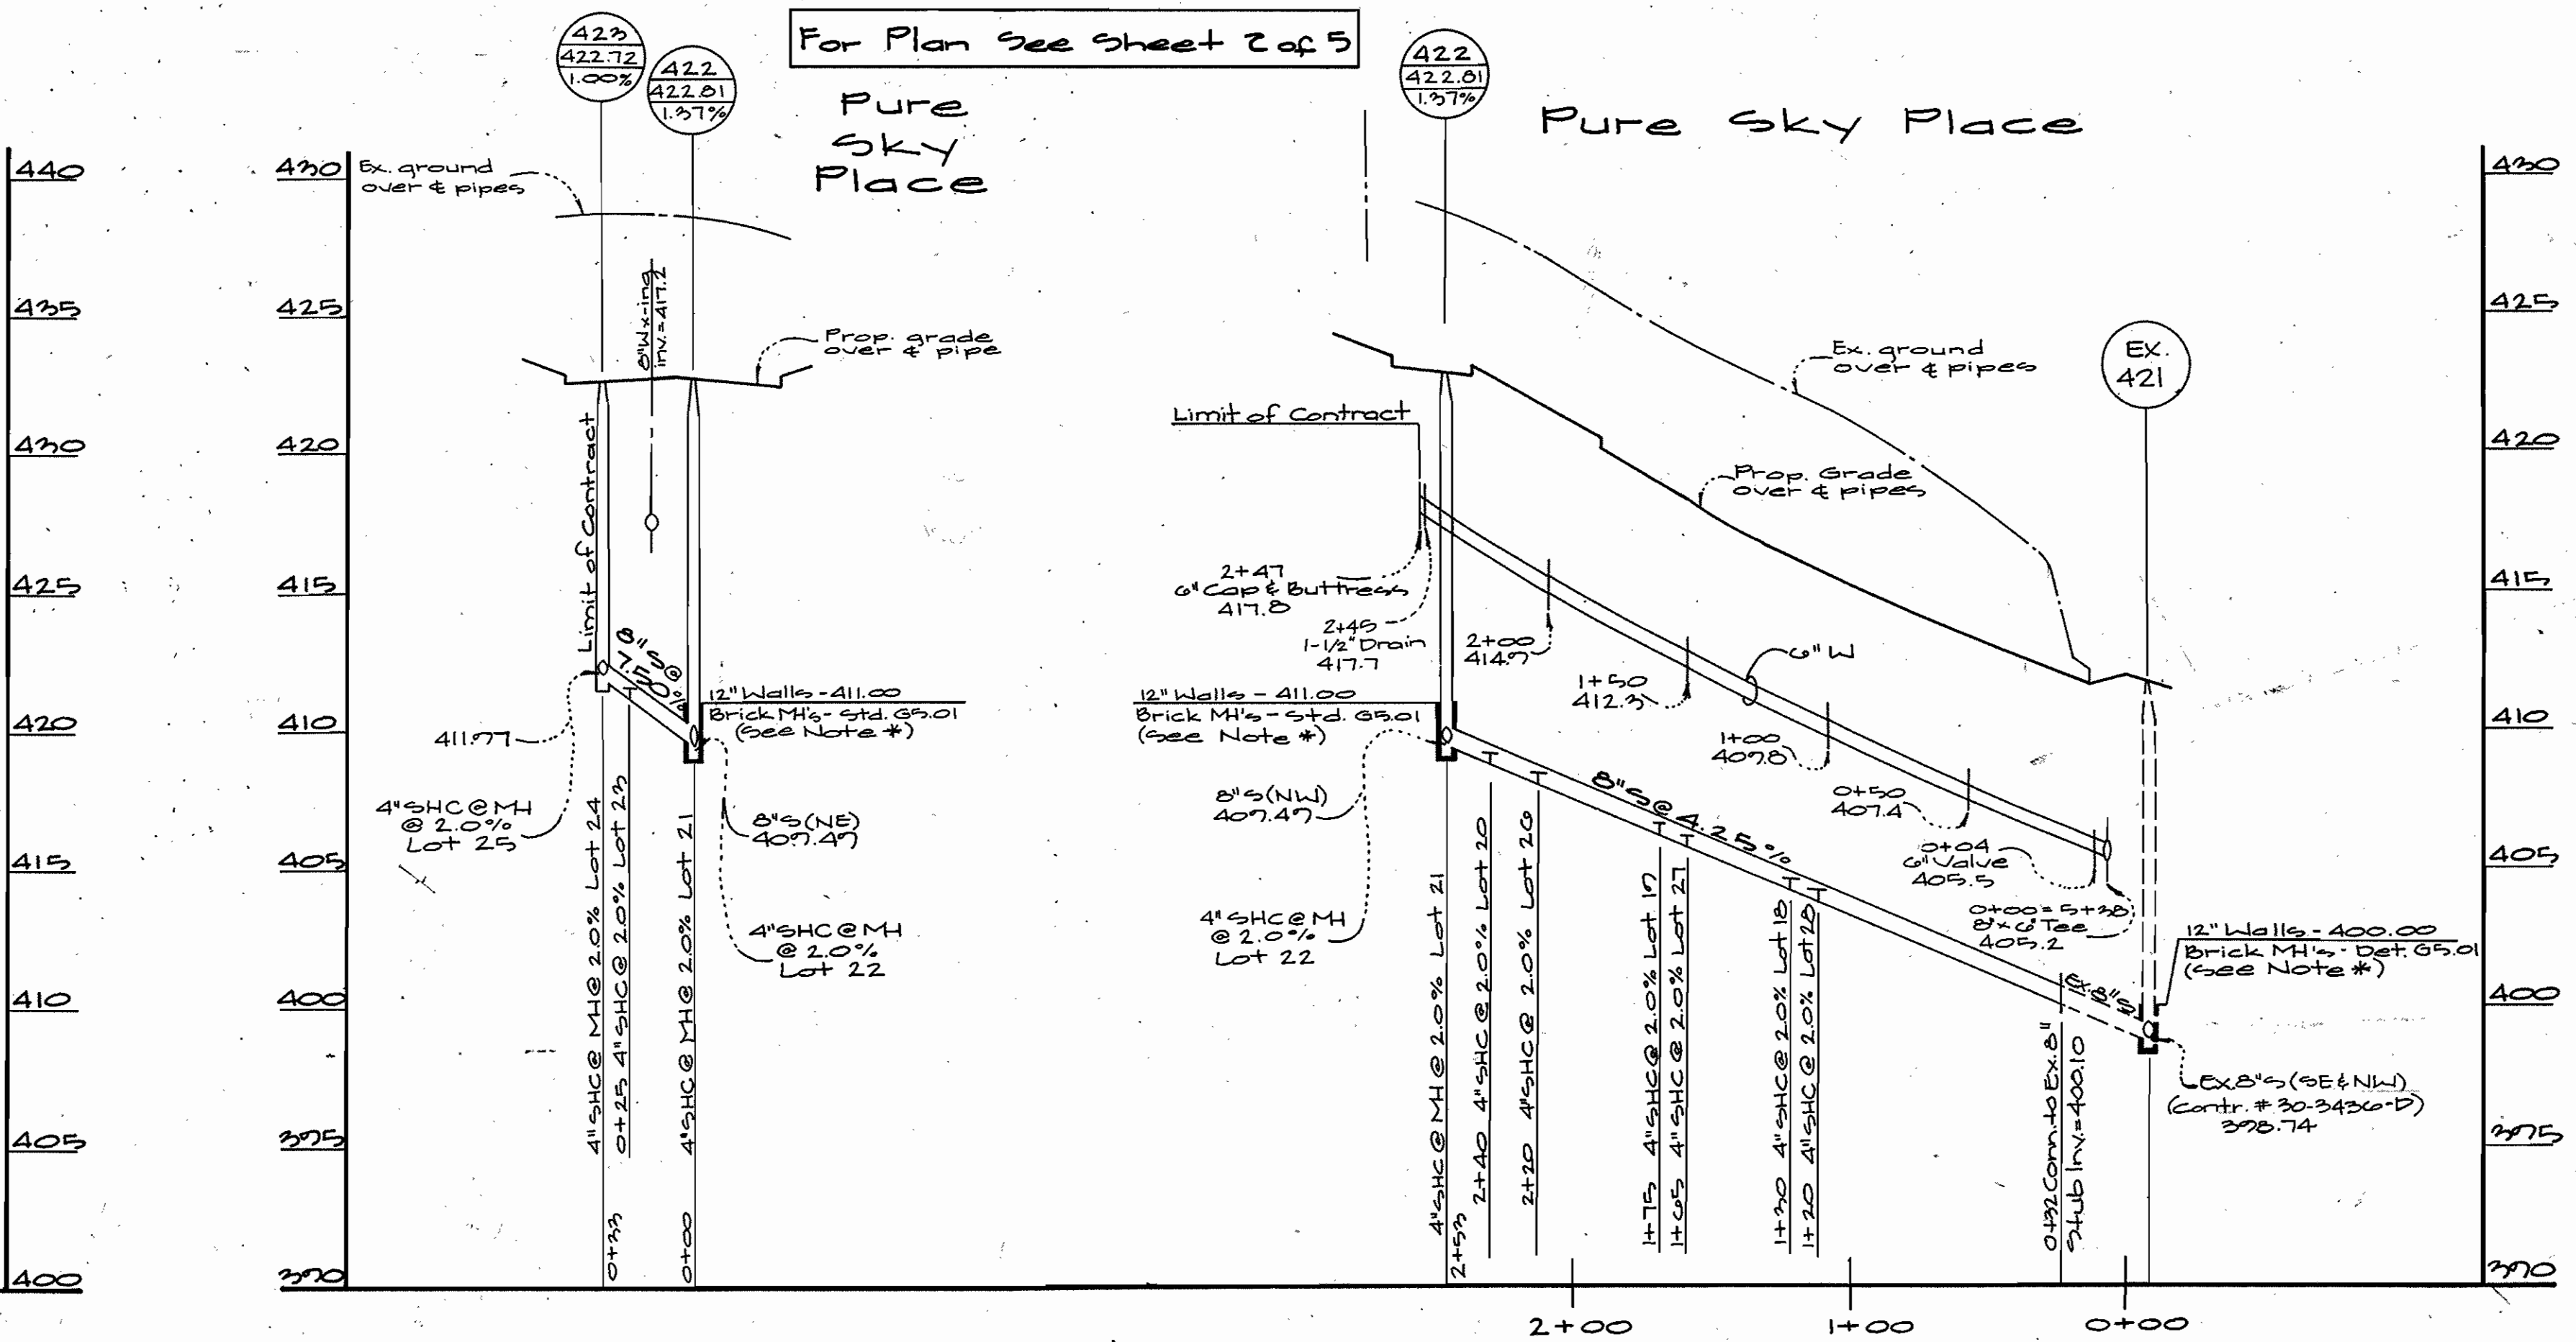 For Plan See Sheet 2 of 5
423
422.72
1.00%
422
422.81
1.37%
Pure
Sky
Place
422
422.81
1.37%
Pure Sky Place
440
435
430
425
420
415
410
405
400
430
425
420
415
410
405
400
395
390
Ex. ground
over ℄ pipes
8"W x-ing
inv.=417.2
Prop. grade
over ℄ pipe
Limit of Contract
8"S @
7.50%
411.97
4"SHC @ MH
@ 2.0%
Lot 25
12" Walls - 411.00
Brick MH's - Std. G5.01
(See Note *)
8"S (NE)
409.49
4"SHC @ MH
@ 2.0%
Lot 22
4"SHC @ MH @ 2.0% Lot 24
0+25 4"SHC @ 2.0% Lot 23
4"SHC @ MH @ 2.0% Lot 21
0+33
0+00
Limit of Contract
Ex. ground
over ℄ pipes
Prop. Grade
over ℄ pipes
EX.
421
2+47
6" Cap & Buttress
417.8
2+45
1-1/2" Drain
417.7
2+00
414.9
1+50
412.3
6"W
1+00
409.8
0+50
407.4
0+04
6" Valve
405.5
0+00 = 5+38
8"x6" Tee
405.2
12" Walls - 411.00
Brick MH's - Std. G5.01
(See Note *)
8"S (NW)
409.49
4"SHC @ MH
@ 2.0%
Lot 22
8"S @ 4.25%
Ex. 8"S
12" Walls - 400.00
Brick MH's - Det. G5.01
(See Note *)
Ex. 8"S (SE & NW)
(Contr. # 30-3436-D)
398.74
4"SHC @ MH @ 2.0% Lot 21
2+53
2+40 4"SHC @ 2.0% Lot 20
2+20 4"SHC @ 2.0% Lot 26
1+75 4"SHC @ 2.0% Lot 19
1+65 4"SHC @ 2.0% Lot 27
1+30 4"SHC @ 2.0% Lot 18
1+20 4"SHC @ 2.0% Lot 28
0+32 Conn. to Ex. 8"
Stub Inv.=400.10
430
425
420
415
410
405
400
395
390
2+00
1+00
0+00